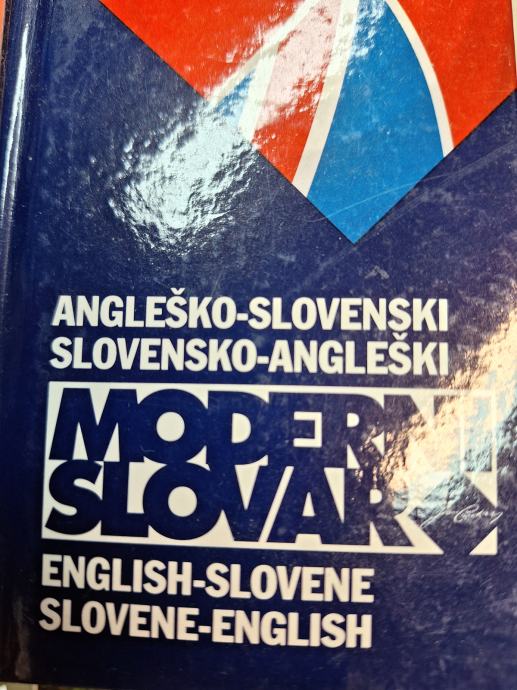 ANGLEŠKO-SLOVENSKI
SLOVENSKO-ANGLEŠKI
MODERNI
SLOVAR
ENGLISH-SLOVENE
SLOVENE-ENGLISH